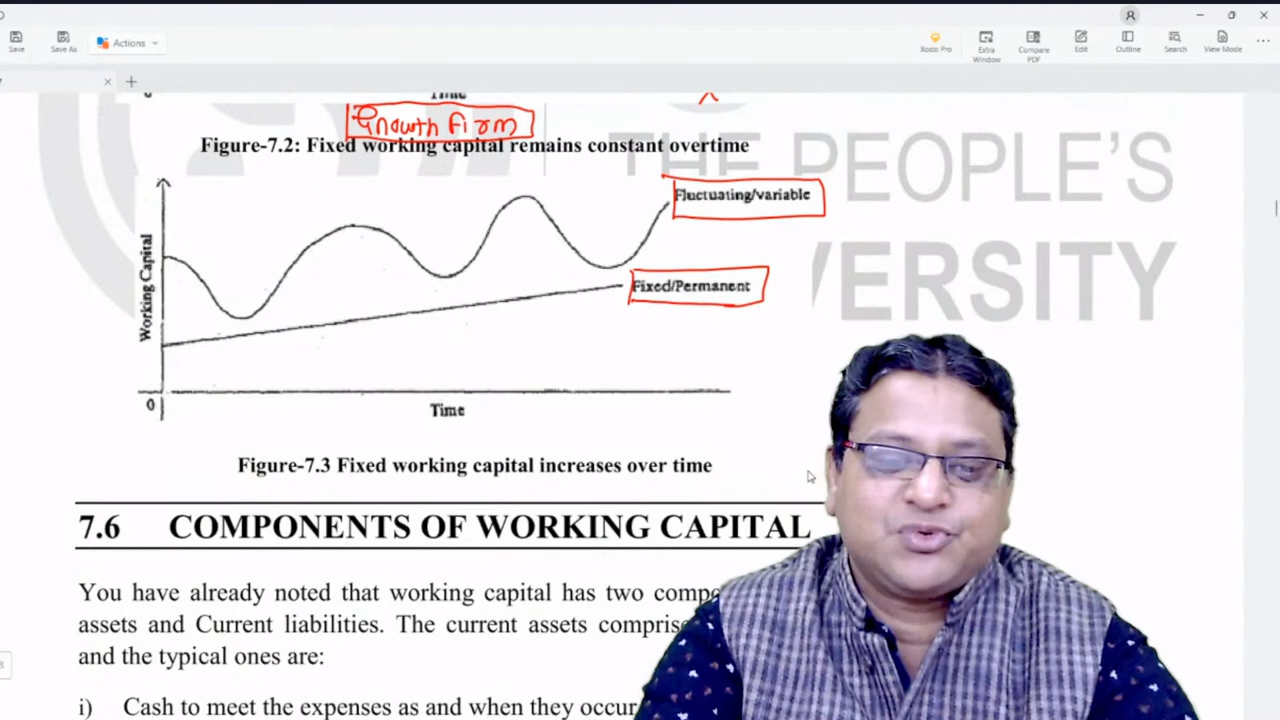 Save
Save As
Actions
Xodo Pro
Extra
Window
Compare
PDF
Edit
Outline
Search
View Mode
Growth Firm
Figure-7.2: Fixed working capital remains constant overtime
THE PEOPLE'S
ERSITY
Working Capital
Fluctuating/variable
Fixed/Permanent
0
Time
Figure-7.3 Fixed working capital increases over time
7.6 COMPONENTS OF WORKING CAPITAL
You have already noted that working capital has two
assets and Current liabilities. The current assets
and the typical ones are:
i) Cash to meet the expenses as and when they occur